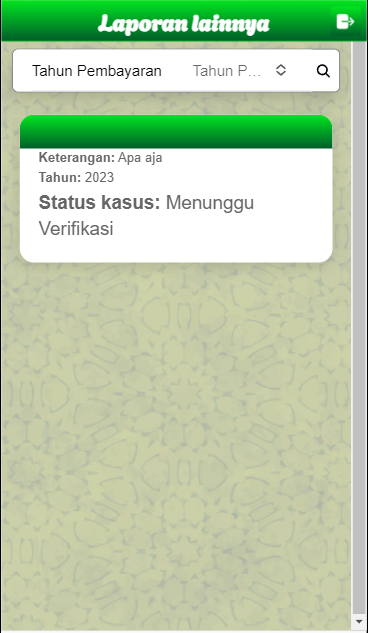 Laporan lainnya
Tahun Pembayaran Tahun P...
Keterangan: Apa aja
Tahun: 2023
Status kasus: Menunggu
Verifikasi